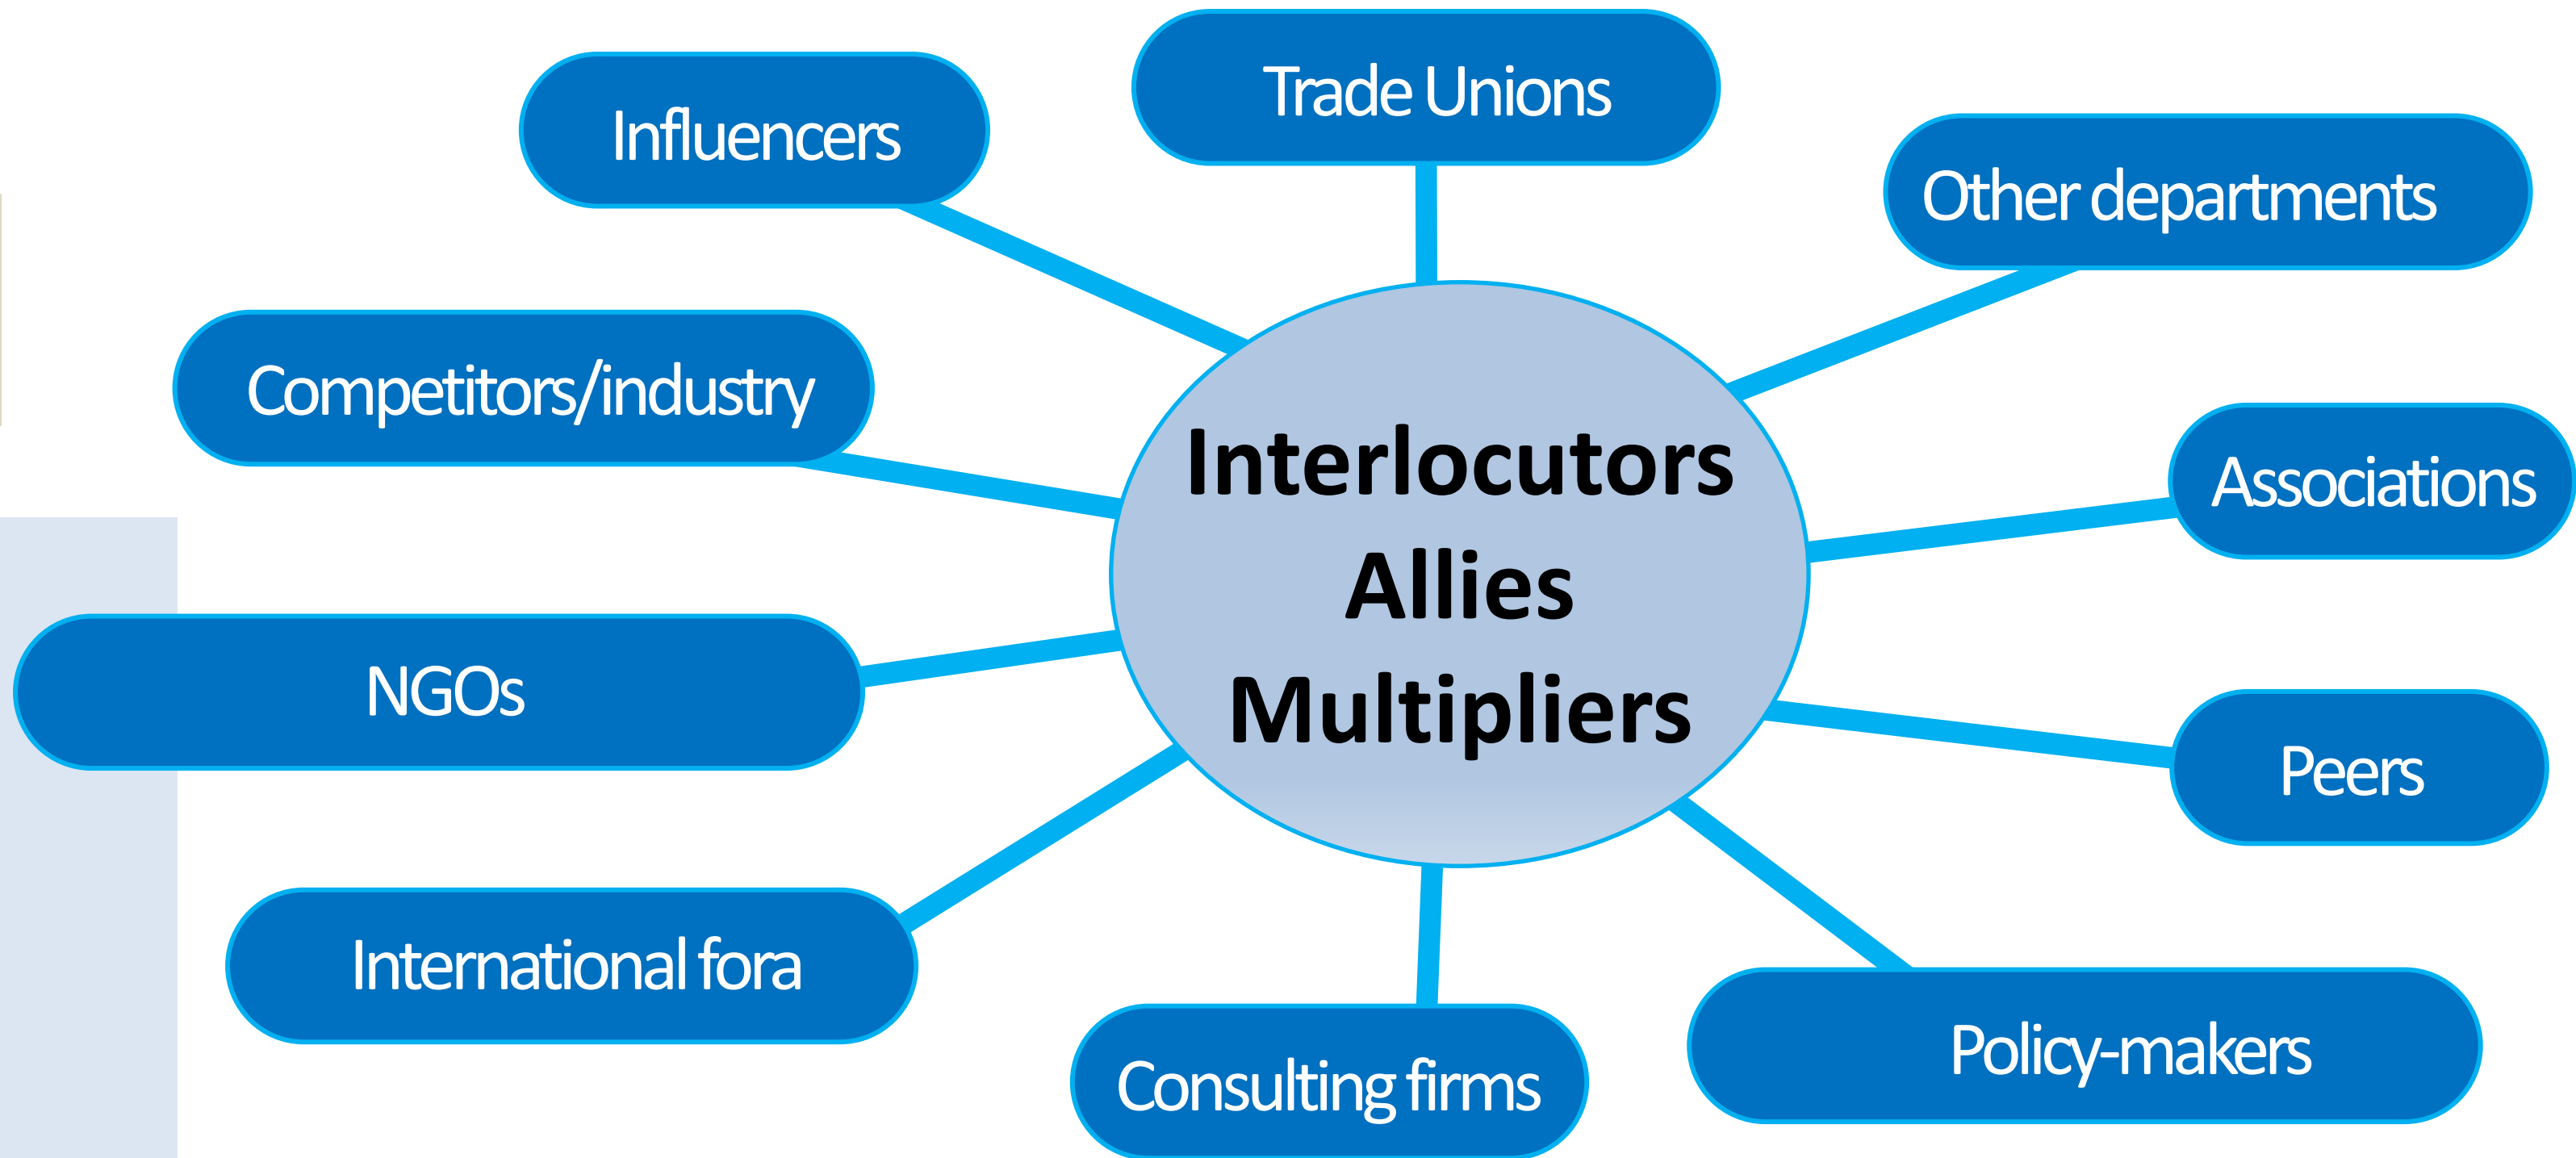 Trade Unions
Influencers
Other departments
Competitors/industry
Interlocutors
Allies
Multipliers
Associations
NGOs
Peers
International fora
Policy-makers
Consulting firms